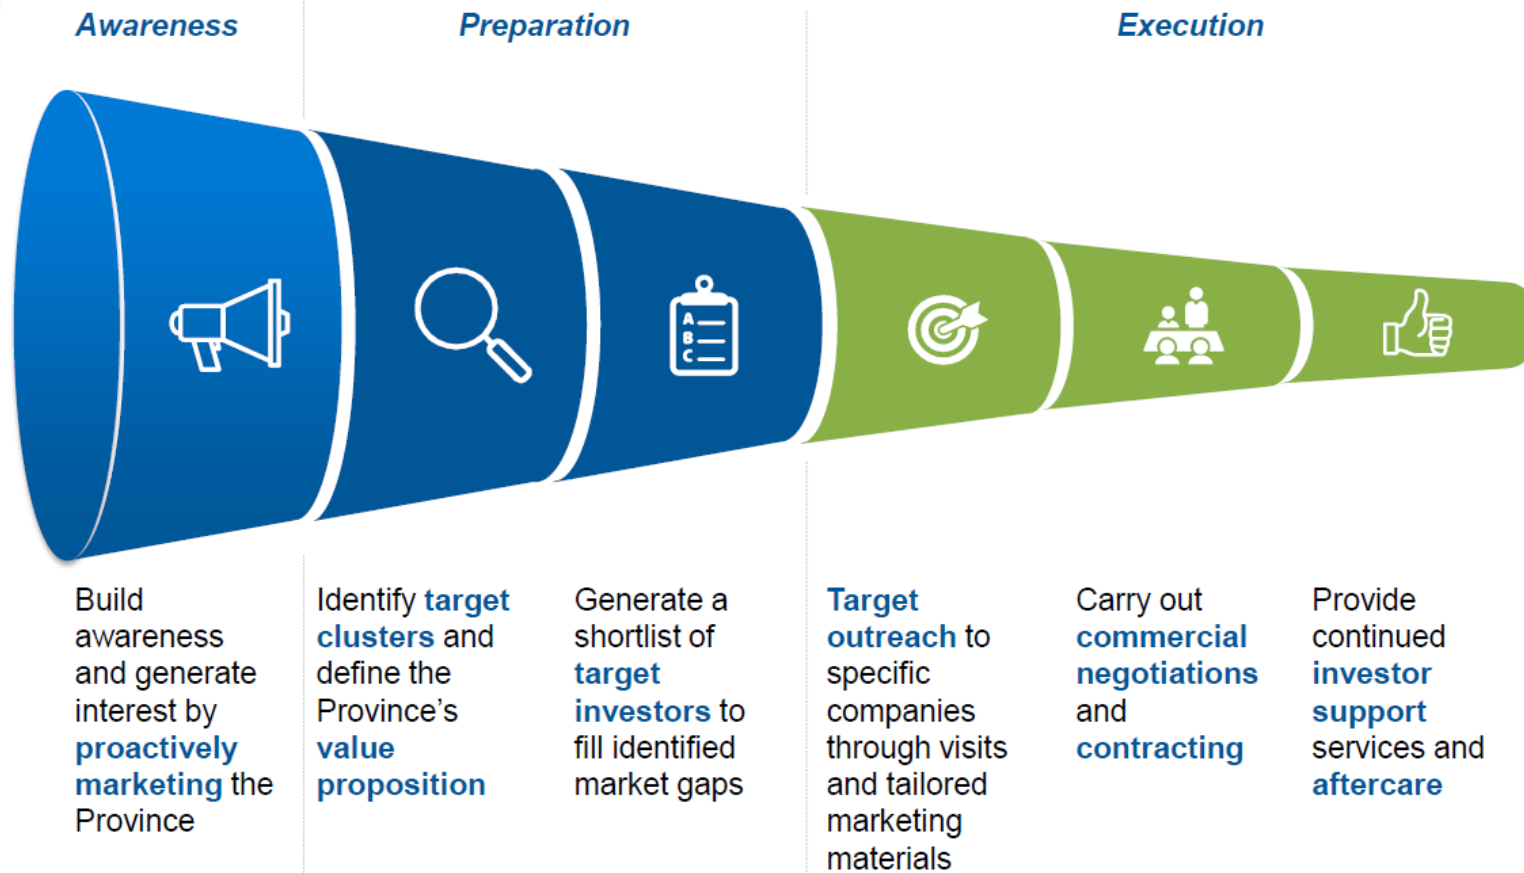 Awareness
Preparation
Execution
A
B
C
Build
awareness
and generate
interest by
proactively
marketing the
Province
Identify target
clusters and
define the
Province's
value
proposition
Generate a
shortlist of
target
investors to
fill identified
market gaps
Target
outreach to
specific
companies
through visits
and tailored
marketing
materials
Carry out
commercial
negotiations
and
contracting
Provide
continued
investor
support
services and
aftercare